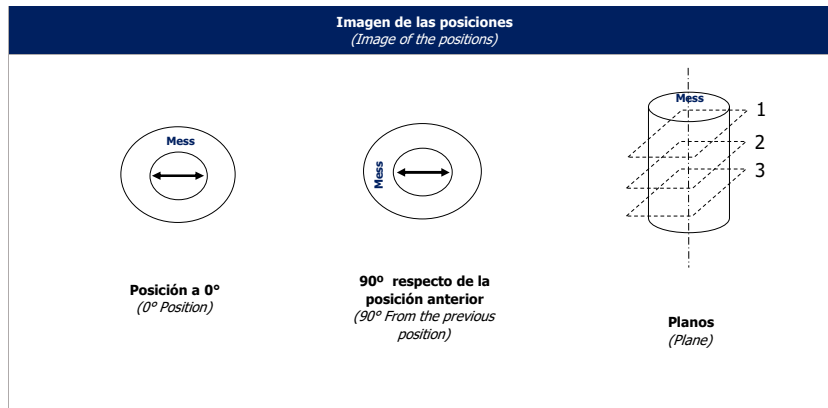 Imagen de las posiciones
(Image of the positions)
Mess
Posición a 0°
(0° Position)
Mess
90º respecto de la
posición anterior
(90° From the previous
position)
Mess
1
2
3
Planos
(Plane)